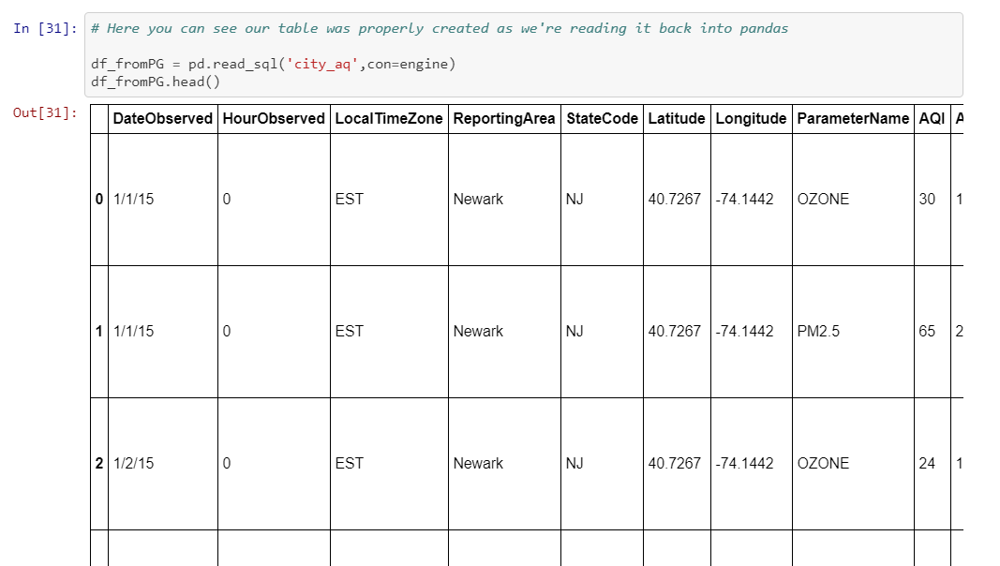 In [31]: # Here you can see our table was properly created as we're reading it back into pandas
df_fromPG = pd.read_sql('city_aq',con=engine)
df_fromPG.head()
Out[31]:
DateObserved HourObserved LocalTimeZone ReportingArea StateCode Latitude Longitude ParameterName AQI
0 1/1/15 0 EST Newark NJ 40.7267 -74.1442 OZONE 30 1
1 1/1/15 0 EST Newark NJ 40.7267 -74.1442 PM2.5 65 2
2 1/2/15 0 EST Newark NJ 40.7267 -74.1442 OZONE 24 1